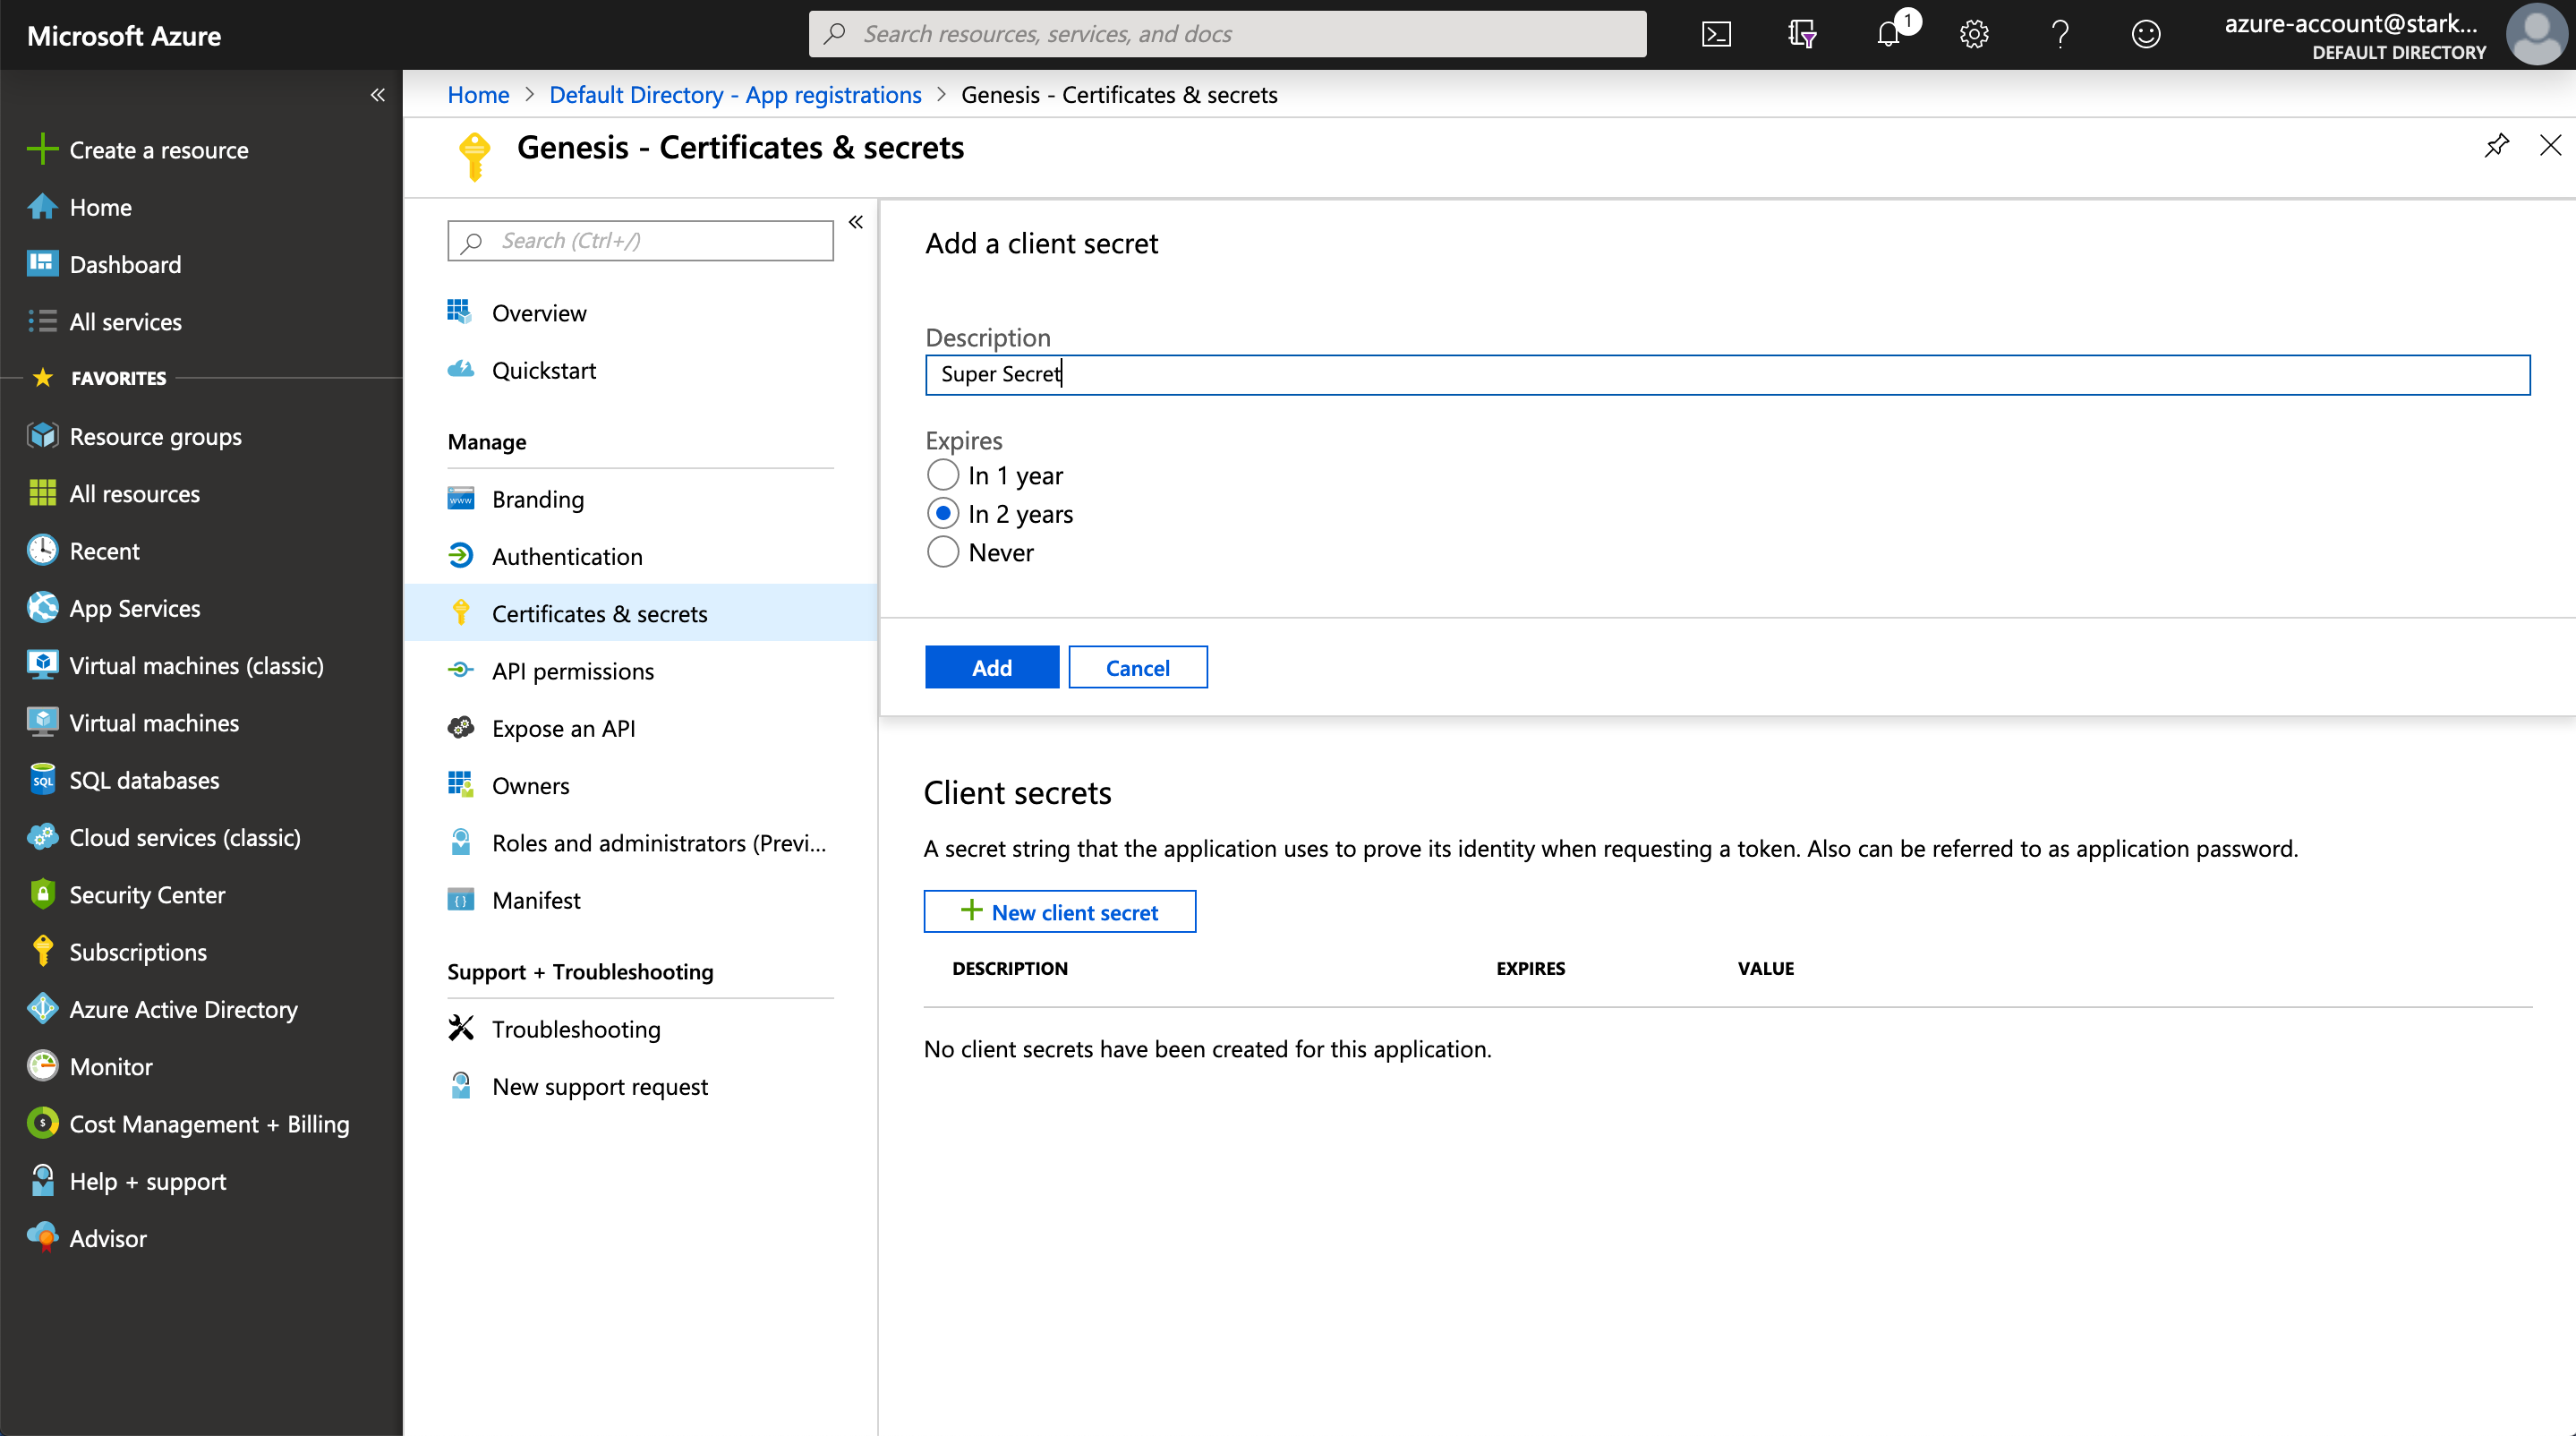 Microsoft Azure
Search resources, services, and docs
1
azure-account@stark...
DEFAULT DIRECTORY
Create a resource
Home
Dashboard
All services
FAVORITES
Resource groups
All resources
Recent
App Services
Virtual machines (classic)
Virtual machines
SQL
SQL databases
Cloud services (classic)
Security Center
Subscriptions
Azure Active Directory
Monitor
Cost Management + Billing
Help + support
Advisor
Home > Default Directory - App registrations > Genesis - Certificates & secrets
Genesis - Certificates & secrets
Search (Ctrl+/)
Overview
Quickstart
Manage
www
Branding
Authentication
Certificates & secrets
API permissions
Expose an API
Owners
Roles and administrators (Previ...
Manifest
Support + Troubleshooting
Troubleshooting
New support request
Add a client secret
Description
Super Secret
Expires
In 1 year
In 2 years
Never
Add
Cancel
Client secrets
A secret string that the application uses to prove its identity when requesting a token. Also can be referred to as application password.
New client secret
DESCRIPTION EXPIRES VALUE
No client secrets have been created for this application.